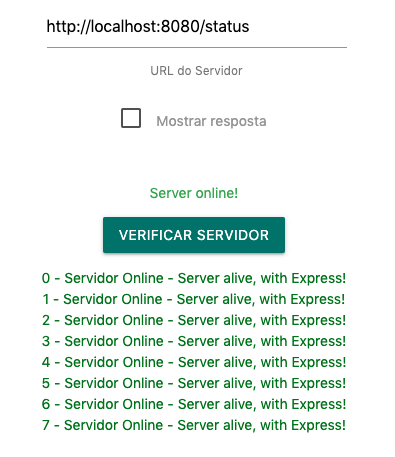 http://localhost:8080/status
URL do Servidor
Mostrar resposta
Server online!
VERIFICAR SERVIDOR
0 - Servidor Online - Server alive, with Express!
1 - Servidor Online - Server alive, with Express!
2 - Servidor Online - Server alive, with Express!
3 - Servidor Online - Server alive, with Express!
4 - Servidor Online - Server alive, with Express!
5 - Servidor Online - Server alive, with Express!
6 - Servidor Online - Server alive, with Express!
7 - Servidor Online - Server alive, with Express!